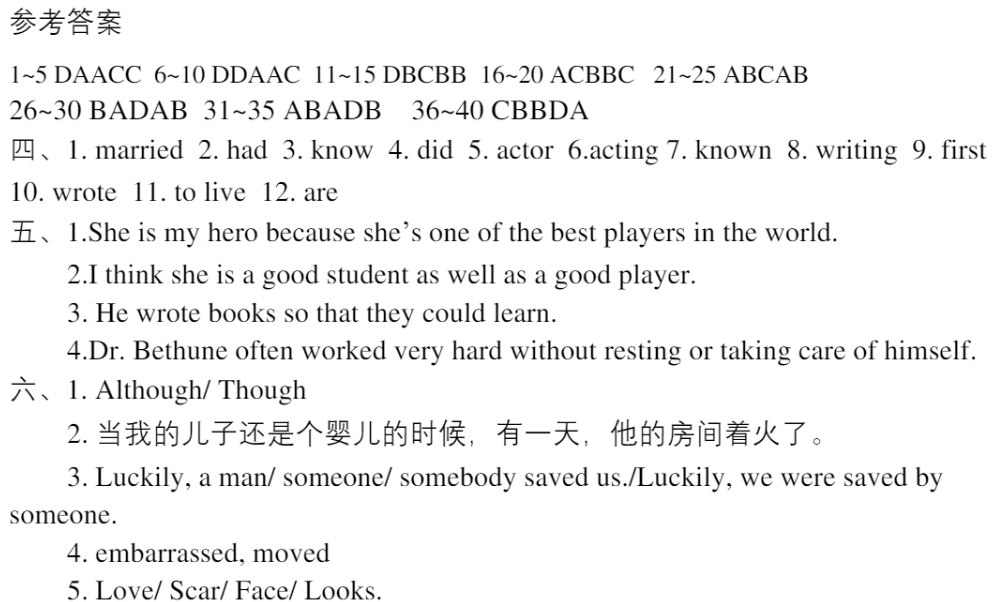 参考答案
1~5 DAACC 6~10 DDAAC 11~15 DBCBB 16~20 ACBBC 21~25 ABCAB
26~30 BADAB 31~35 ABADB 36~40 CBBDA
四、1. married 2. had 3. know 4. did 5. actor 6.acting 7. known 8. writing 9. first
10. wrote 11. to live 12. are
五、1.She is my hero because she’s one of the best players in the world.
2.I think she is a good student as well as a good player.
3. He wrote books so that they could learn.
4.Dr. Bethune often worked very hard without resting or taking care of himself.
六、1. Although/ Though
2. 当我的儿子还是个婴儿的时候，有一天，他的房间着火了。
3. Luckily, a man/ someone/ somebody saved us./Luckily, we were saved by
someone.
4. embarrassed, moved
5. Love/ Scar/ Face/ Looks.